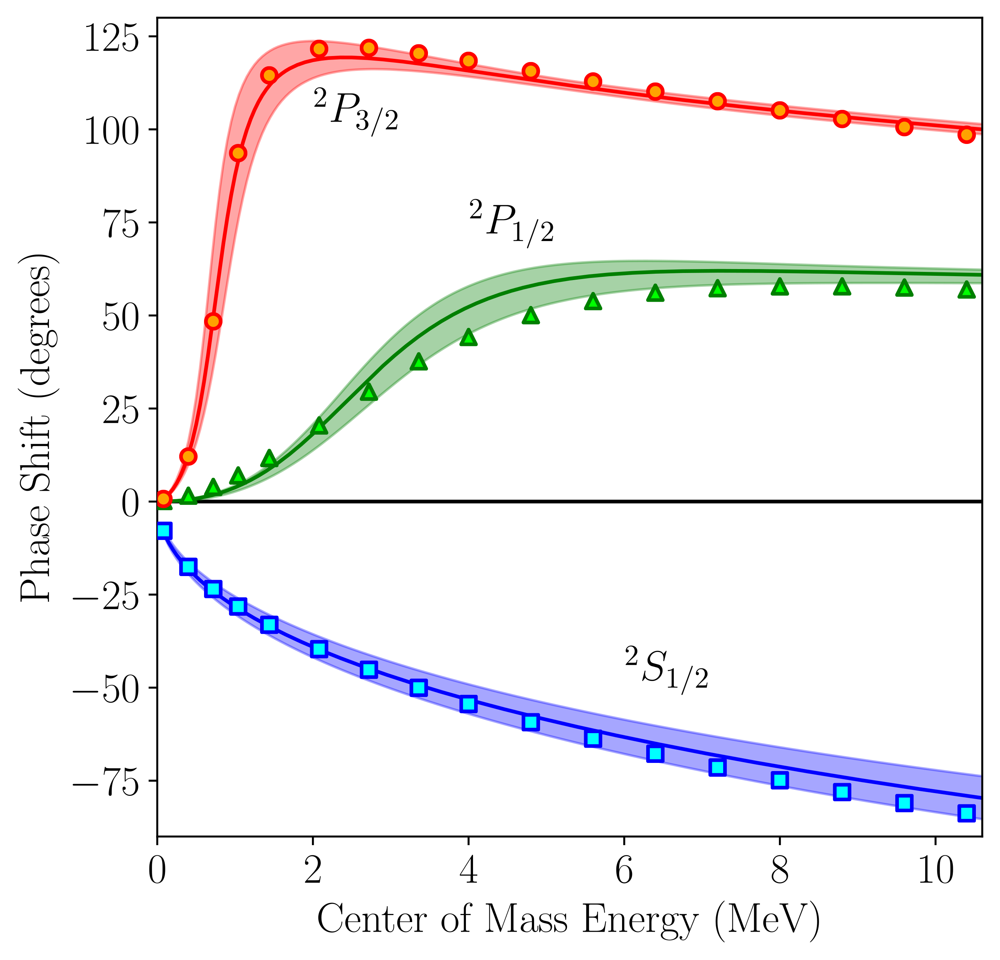 Phase Shift (degrees)
125
100
75
50
25
0
−25
−50
−75
²P₃/₂
²P₁/₂
²S₁/₂
0 2 4 6 8 10
Center of Mass Energy (MeV)